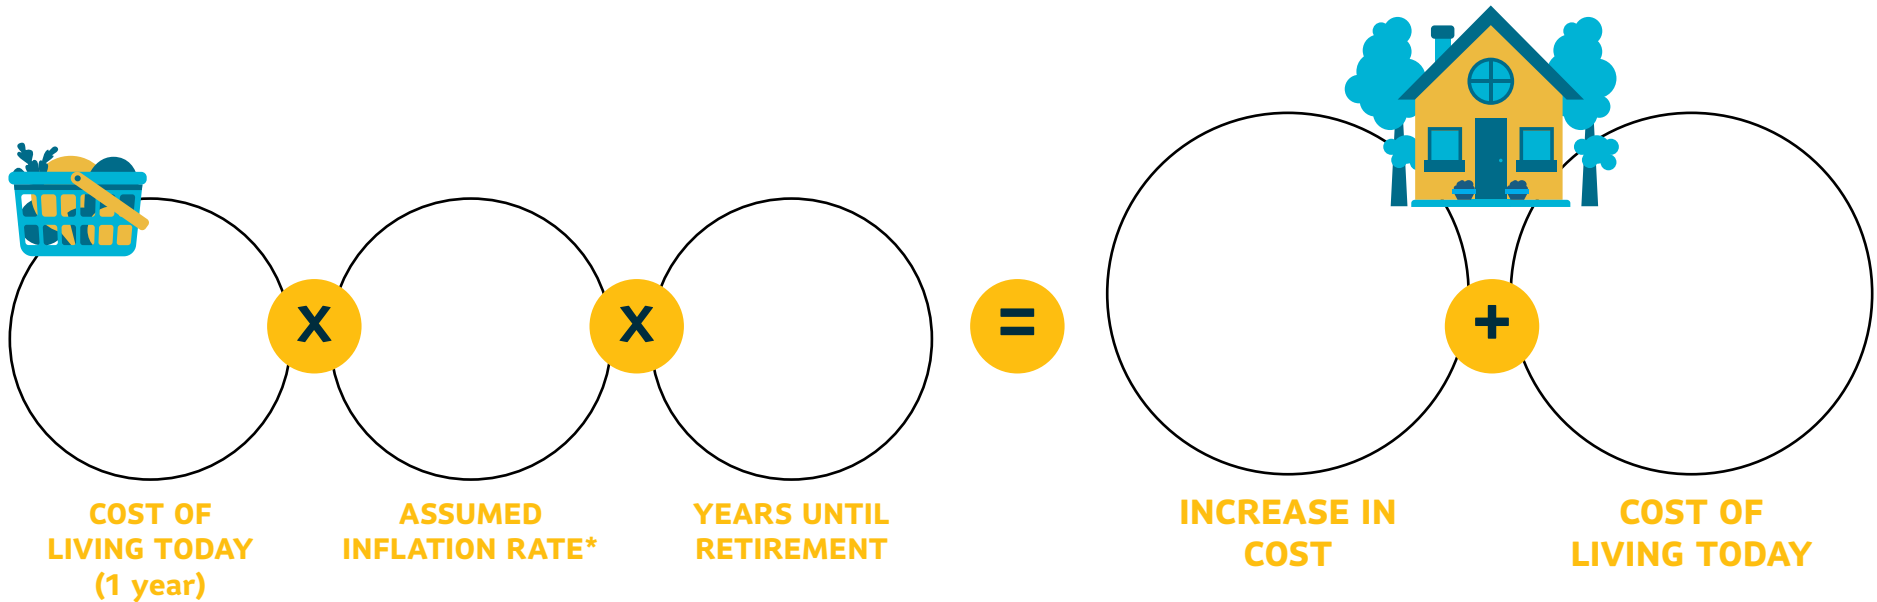 X
X
=
+
COST OF
LIVING TODAY
(1 year)
ASSUMED
INFLATION RATE*
YEARS UNTIL
RETIREMENT
INCREASE IN
COST
COST OF
LIVING TODAY